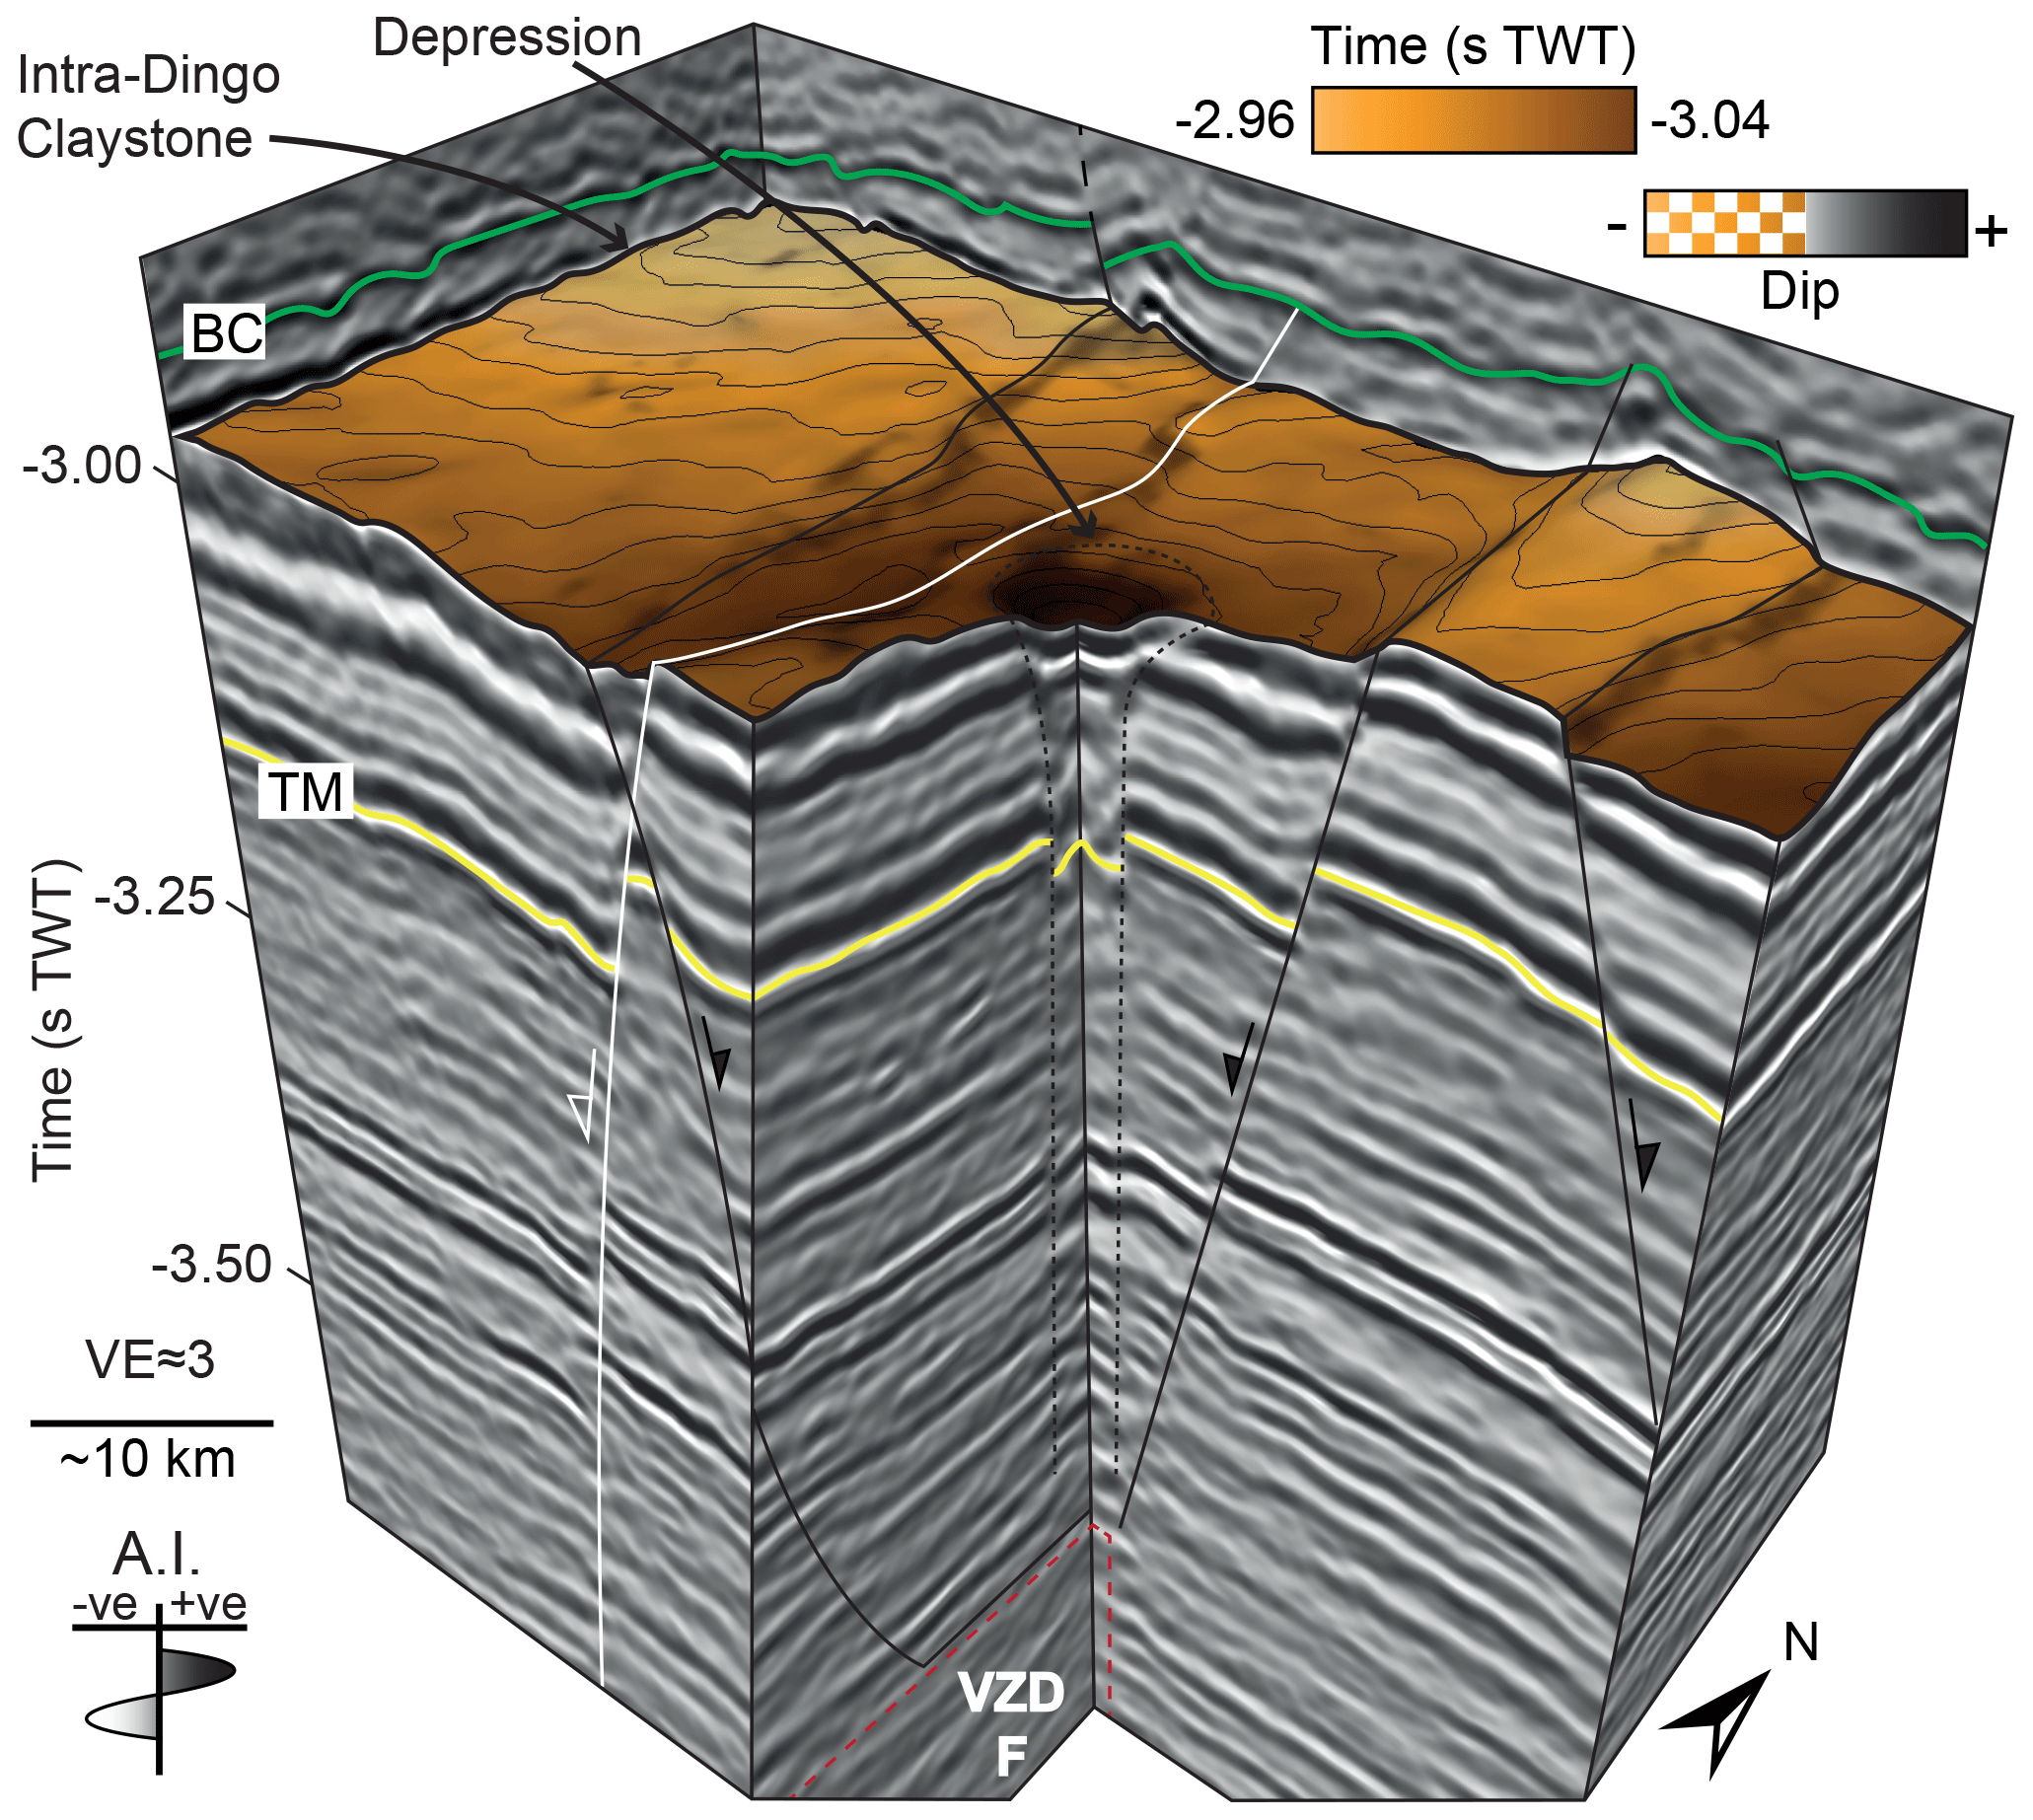 Depression
Intra-Dingo
Claystone
Time (s TWT)
-2.96
-3.04
-
+
Dip
BC
-3.00
TM
-3.25
Time (s TWT)
-3.50
VE≈3
~10 km
A.I.
-ve
+ve
VZD
F
N